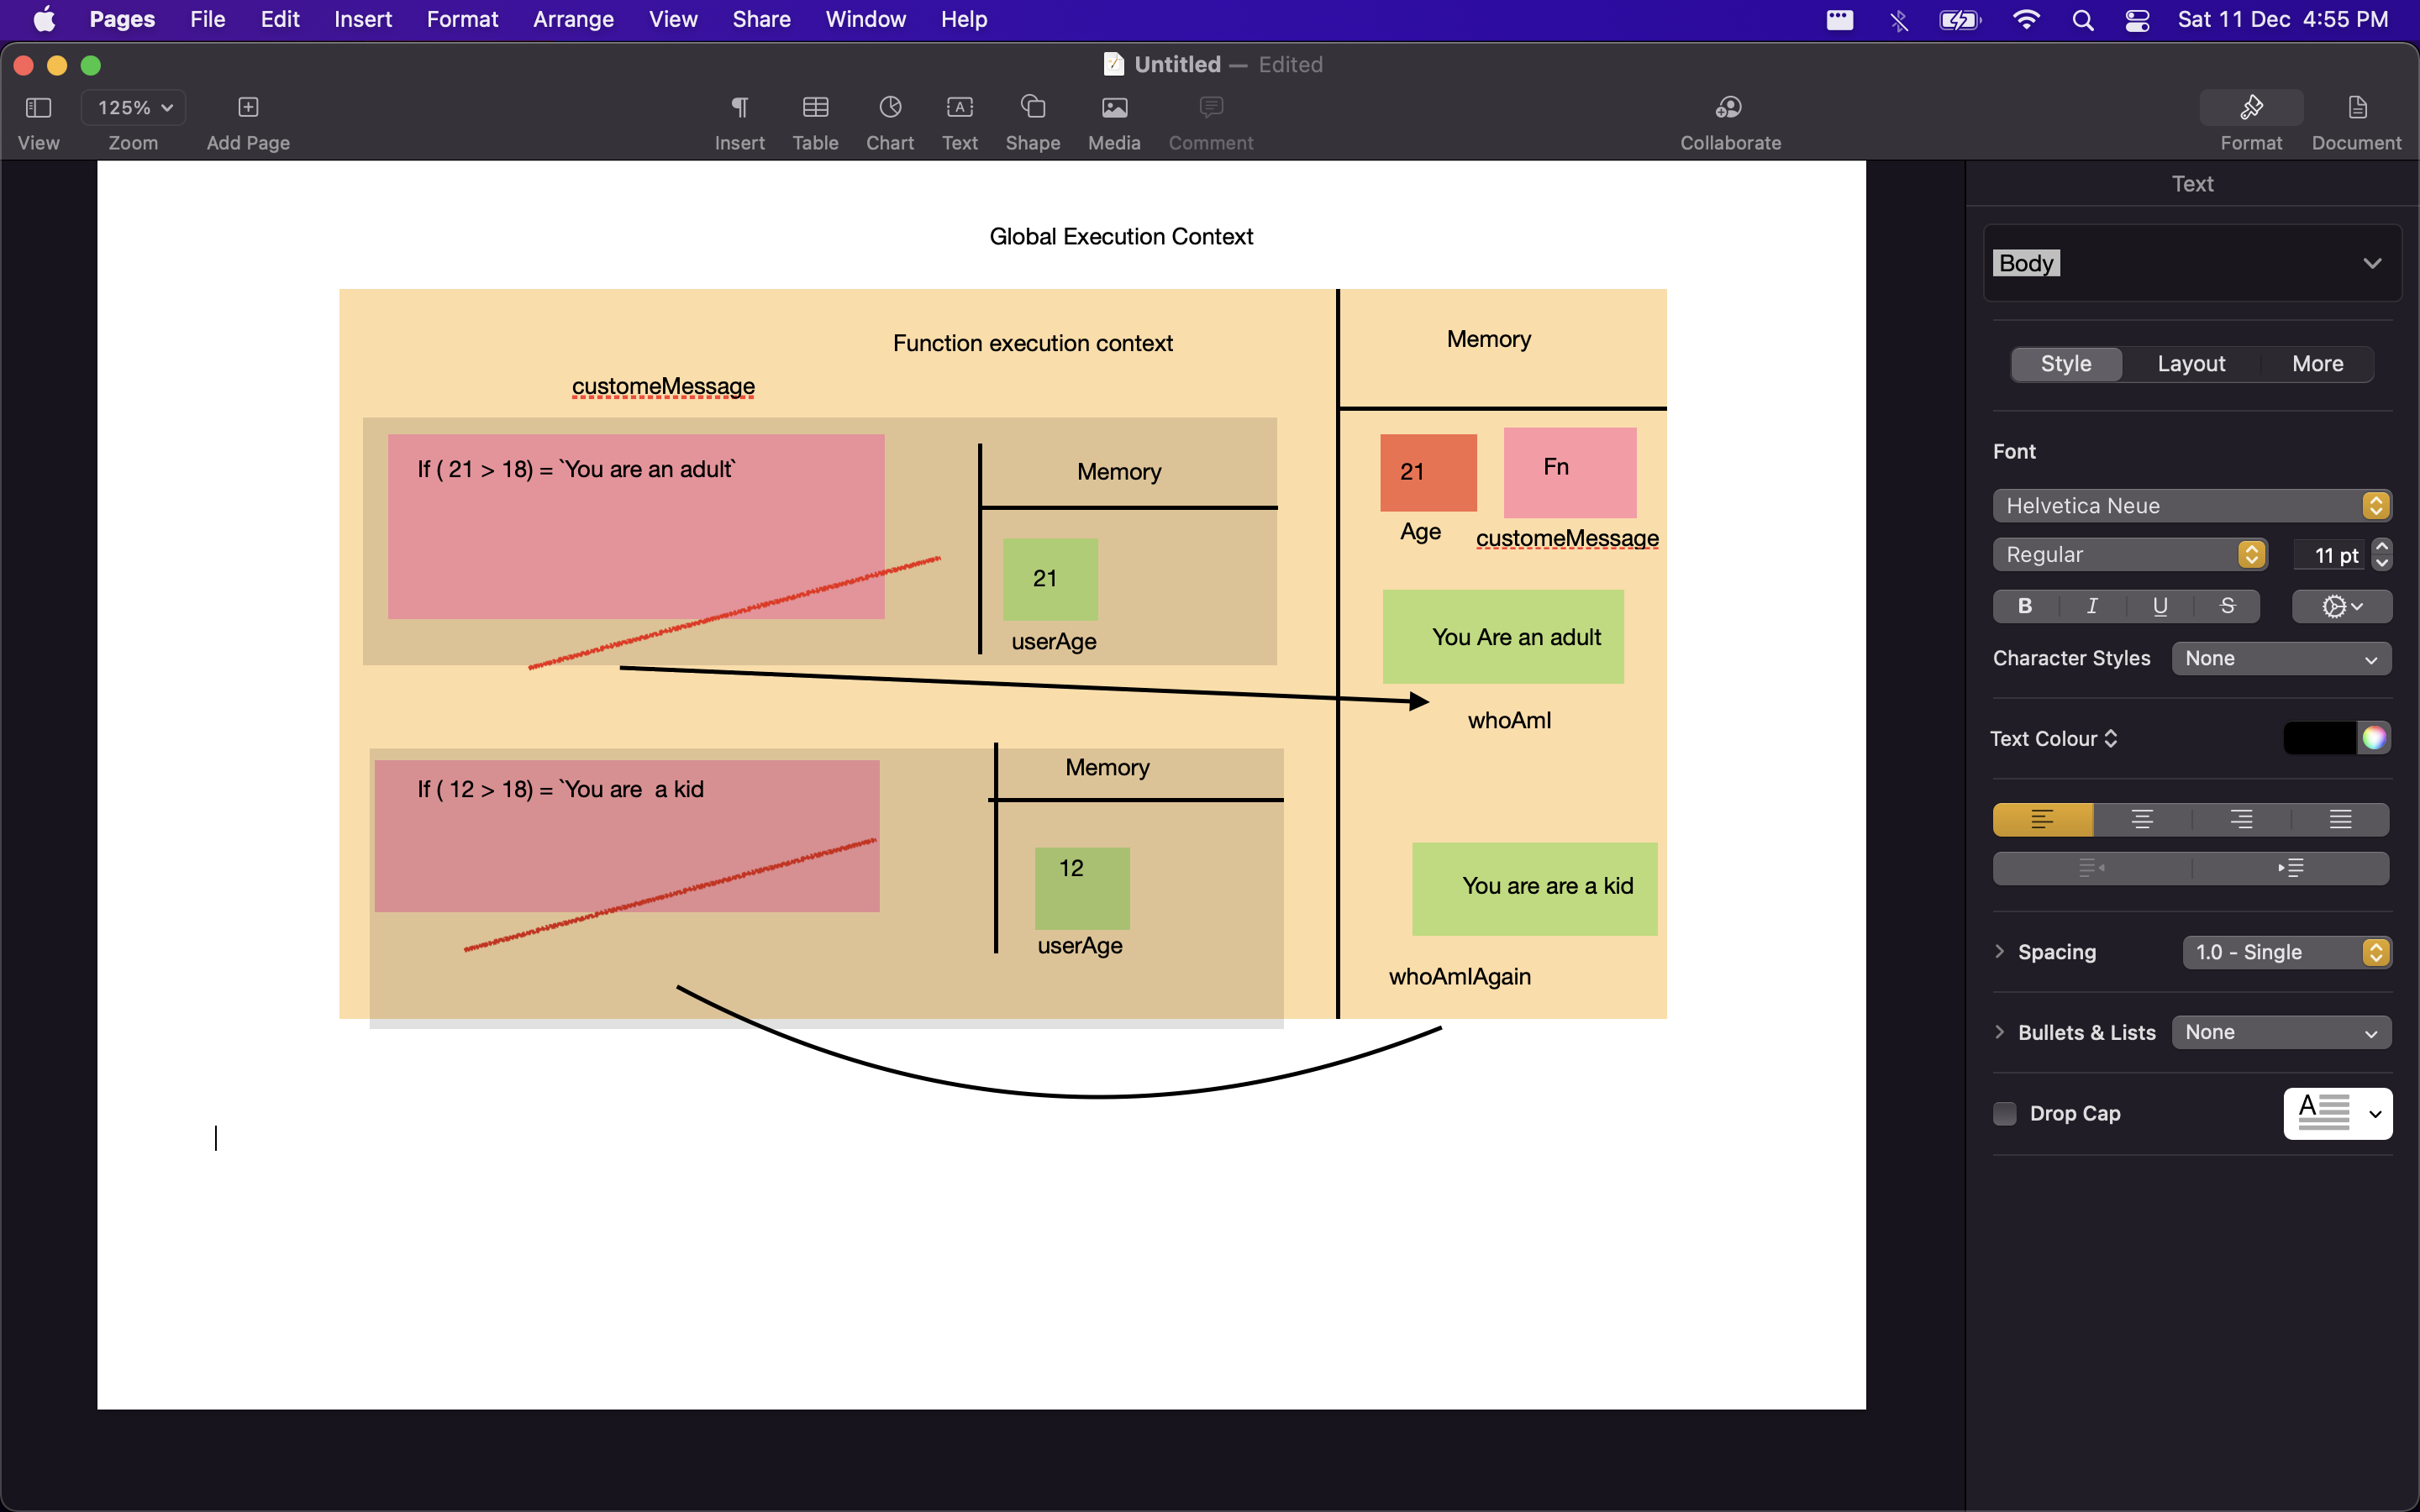 Pages File Edit Insert Format Arrange View Share Window Help Sat 11 Dec 4:55 PM
Untitled — Edited
125%
View Zoom Add Page Insert Table Chart Text Shape Media Comment Collaborate Format Document
Text
Body
Style Layout More
Font
Helvetica Neue
Regular 11 pt
B I U S
Character Styles None
Text Colour
Spacing 1.0 - Single
Bullets & Lists None
Drop Cap A
Global Execution Context
Function execution context
Memory
customeMessage
If ( 21 > 18) = `You are an adult`
Memory
21
userAge
21
Age
Fn
customeMessage
You Are an adult
whoAmI
If ( 12 > 18) = `You are  a kid
Memory
12
userAge
You are are a kid
whoAmIAgain